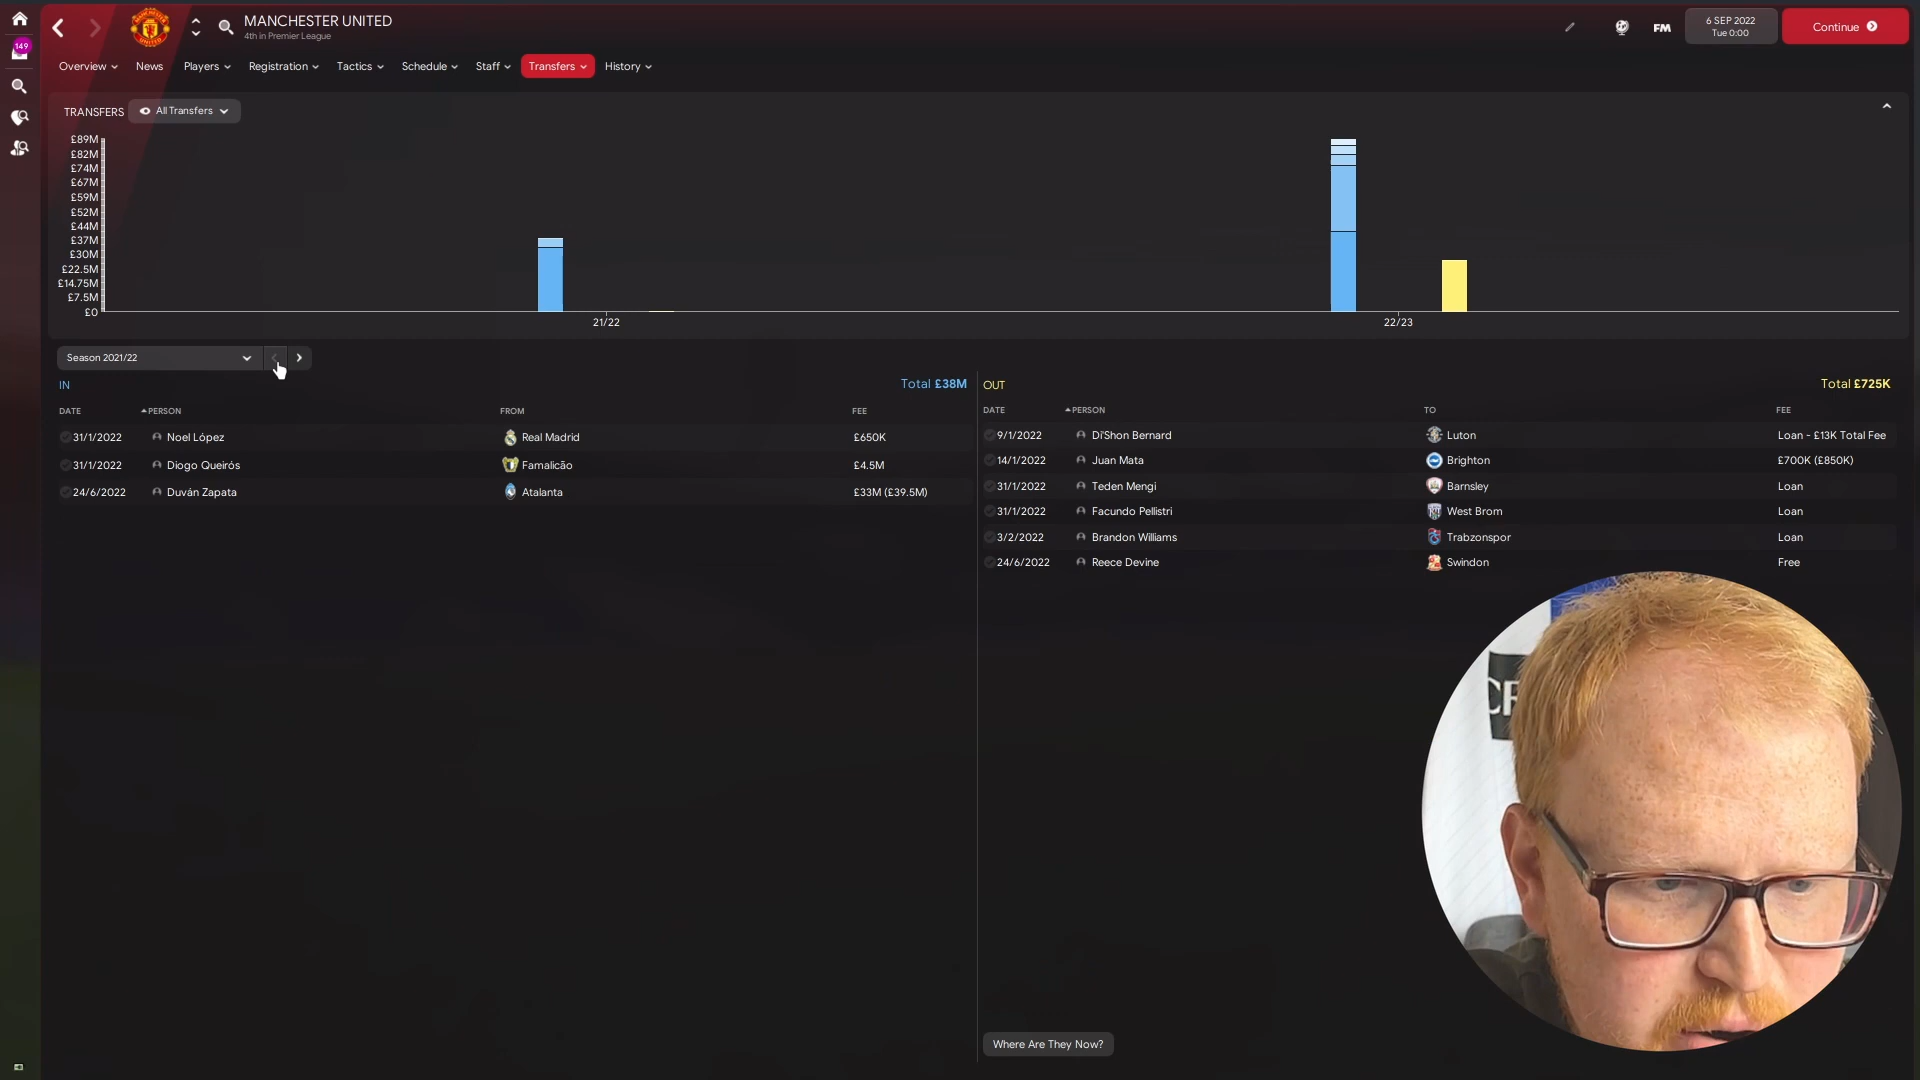 MANCHESTER UNITED
4th in Premier League
FM
6 SEP 2022
Tue 0:00
Continue
149
Overview
News
Players
Registration
Tactics
Schedule
Staff
Transfers
History
TRANSFERS
All Transfers
£89M
£82M
£74M
£67M
£59M
£52M
£44M
£37M
£30M
£22.5M
£14.75M
£7.5M
£0
21/22
22/23
Season 2021/22
IN
Total £38M
DATE PERSON FROM FEE
31/1/2022 Noel López Real Madrid £650K
31/1/2022 Diogo Queirós Famalicão £4.5M
24/6/2022 Duván Zapata Atalanta £33M (£39.5M)
OUT
Total £725K
DATE PERSON TO FEE
9/1/2022 Di'Shon Bernard Luton Loan - £13K Total Fee
14/1/2022 Juan Mata Brighton £700K (£850K)
31/1/2022 Teden Mengi Barnsley Loan
31/1/2022 Facundo Pellistri West Brom Loan
3/2/2022 Brandon Williams Trabzonspor Loan
24/6/2022 Reece Devine Swindon Free
Where Are They Now?